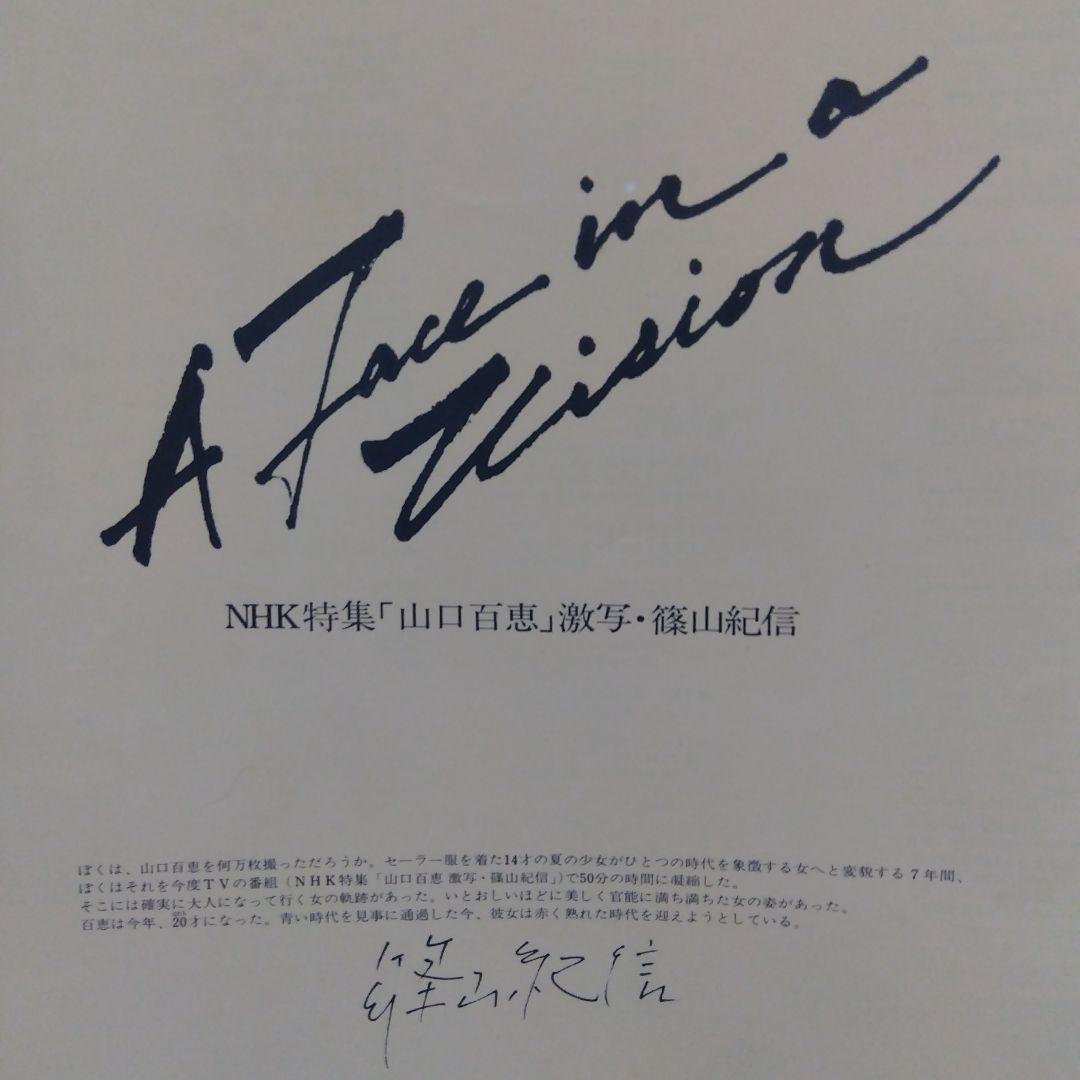 A Face in a
Vision
NHK特集「山口百恵」激写・篠山紀信
ぼくは、山口百恵を何万枚撮っただろうか。セーラー服を着た14才の夏の少女がひとつの時代を象徴する女へと変貌する7年間、
ぼくはそれを今度TVの番組(NHK特集「山口百恵 激写・篠山紀信」)で50分の時間に凝縮した。
そこには確実に大人になって行く女の軌跡があった。いとおしいほどに美しく官能に満ち満ちた女の姿があった。
百恵は今年、20才になった。青い時代を見事に通過した今、彼女は赤く熟れた時代を迎えようとしている。
篠山紀信